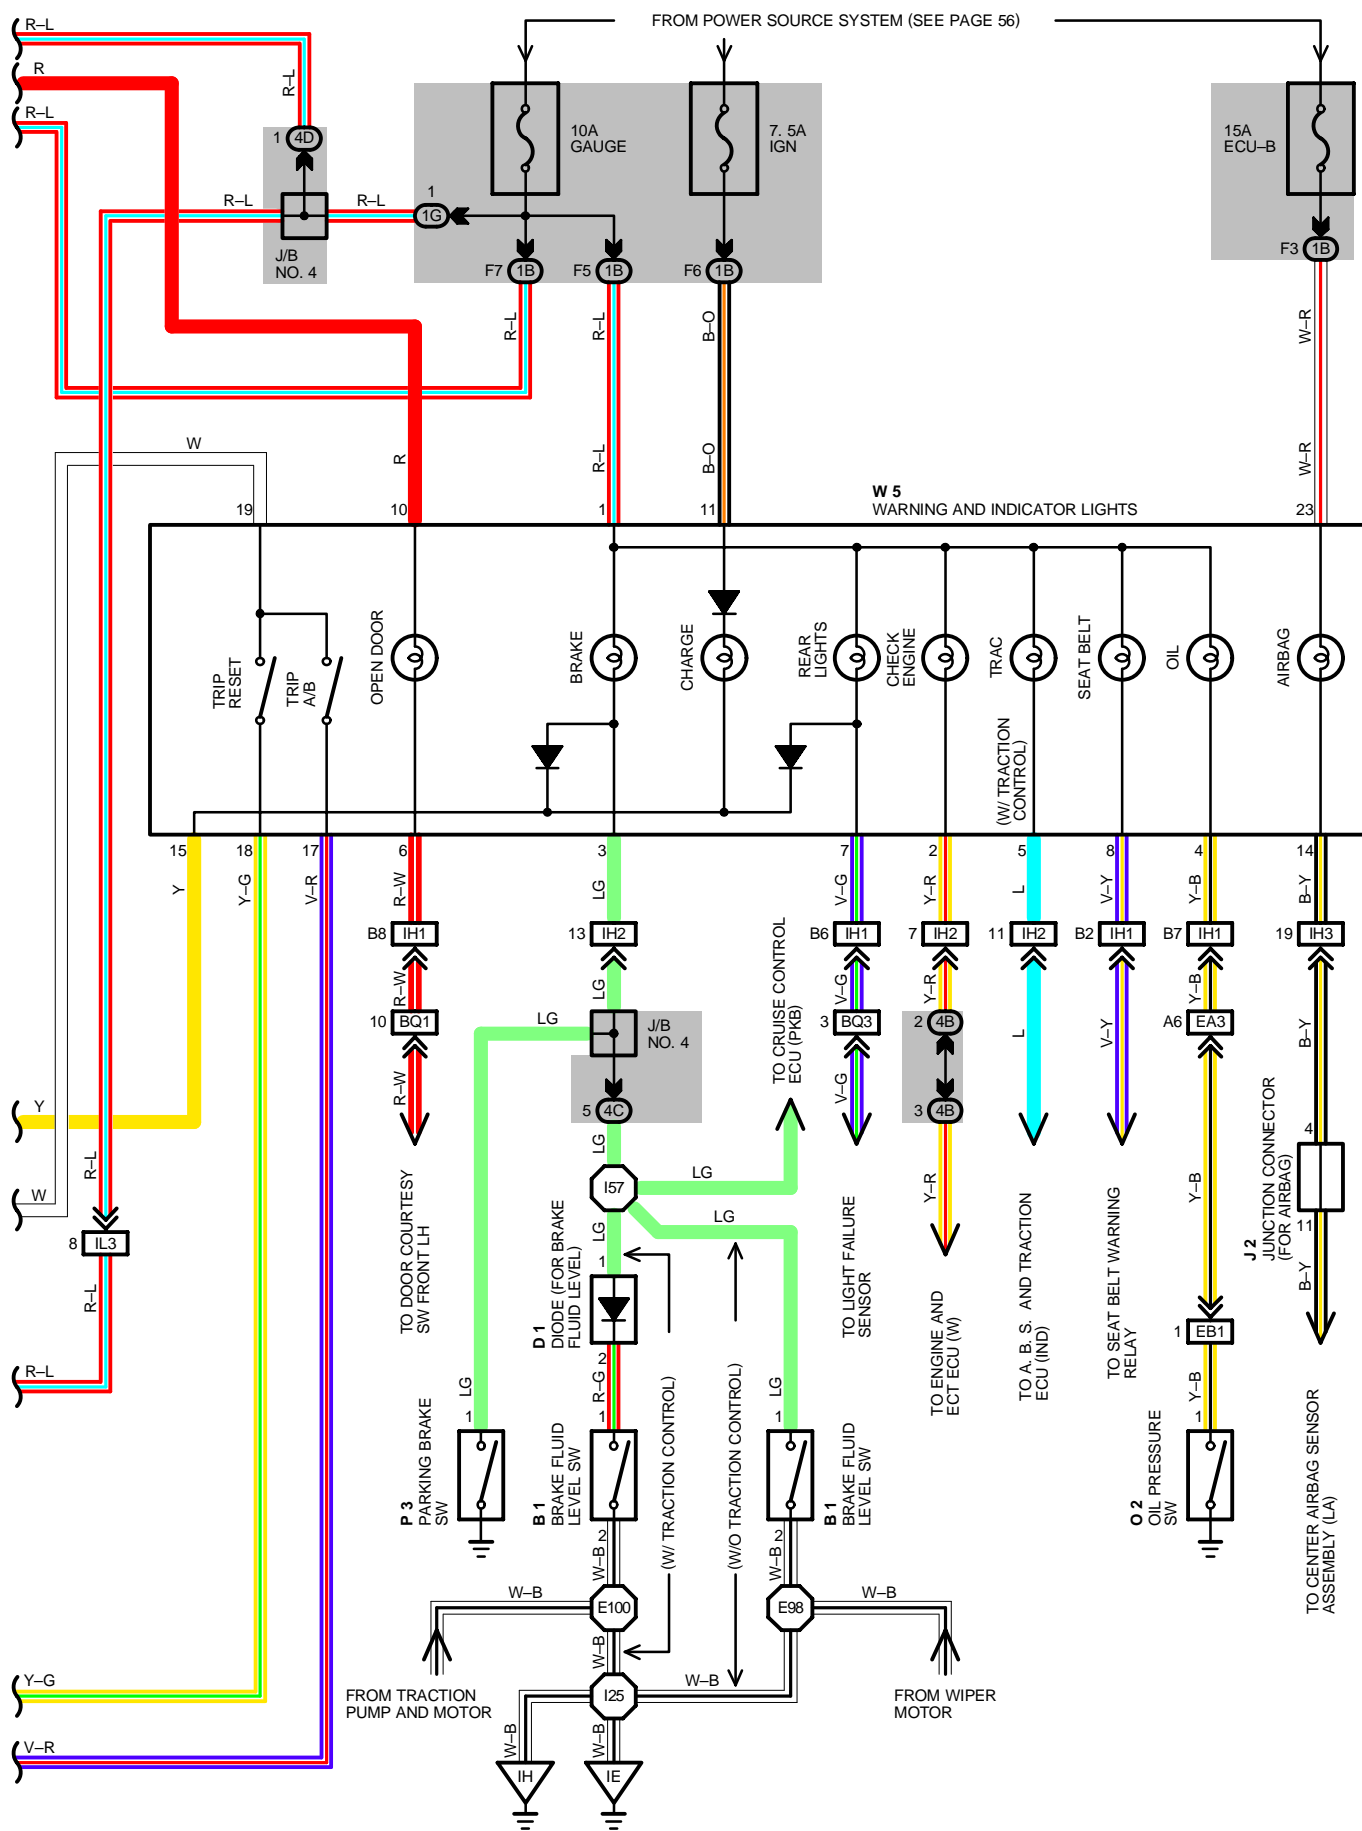 FROM POWER SOURCE SYSTEM (SEE PAGE 56)
R–L
R
R–L
R–L
1 4D
10A
GAUGE
7. 5A
IGN
15A
ECU–B
R–L
R–L
1
1G
J/B
NO. 4
F7 1B
F5 1B
F6 1B
F3 1B
R–L
R–L
B–O
W–R
W
R
R–L
B–O
W–R
W 5
WARNING AND INDICATOR LIGHTS
19
10
1
11
23
TRIP
RESET
TRIP
A/B
OPEN DOOR
BRAKE
CHARGE
REAR
LIGHTS
CHECK
ENGINE
TRAC
(W/ TRACTION
CONTROL)
SEAT BELT
OIL
AIRBAG
15
18
17
6
3
7
2
5
8
4
14
Y
Y–G
V–R
R–W
LG
V–G
Y–R
L
V–Y
Y–B
B–Y
B8 IH1
13 IH2
B6 IH1
7 IH2
11 IH2
B2 IH1
B7 IH1
19 IH3
R–W
LG
V–G
Y–R
Y–B
10 BQ1
LG
J/B
NO. 4
TO CRUISE CONTROL
ECU (PKB)
3 BQ3
2 4B
A6 EA3
L
V–Y
B–Y
R–W
5 4C
V–G
3 4B
Y
LG
4
R–L
I57
LG
Y–R
Y–B
W
LG
LG
11
8 IL3
1
J 2
JUNCTION CONNECTOR
(FOR AIRBAG)
R–L
TO DOOR COURTESY
SW FRONT LH
D 1
DIODE (FOR BRAKE
FLUID LEVEL)
TO LIGHT FAILURE
SENSOR
TO ENGINE AND
ECT ECU (W)
TO A. B. S. AND TRACTION
ECU (IND)
TO SEAT BELT WARNING
RELAY
B–Y
1 EB1
R–L
2
LG
R–G
LG
Y–B
1
1
1
1
P 3
PARKING BRAKE
SW
B 1
BRAKE FLUID
LEVEL SW
(W/ TRACTION CONTROL)
(W/O TRACTION CONTROL)
B 1
BRAKE FLUID
LEVEL SW
O 2
OIL PRESSURE
SW
TO CENTER AIRBAG SENSOR
ASSEMBLY (LA)
2
2
W–B
W–B
W–B
E100
E98
W–B
W–B
Y–G
FROM TRACTION
PUMP AND MOTOR
I25
W–B
FROM WIPER
MOTOR
V–R
W–B
W–B
IH
IE